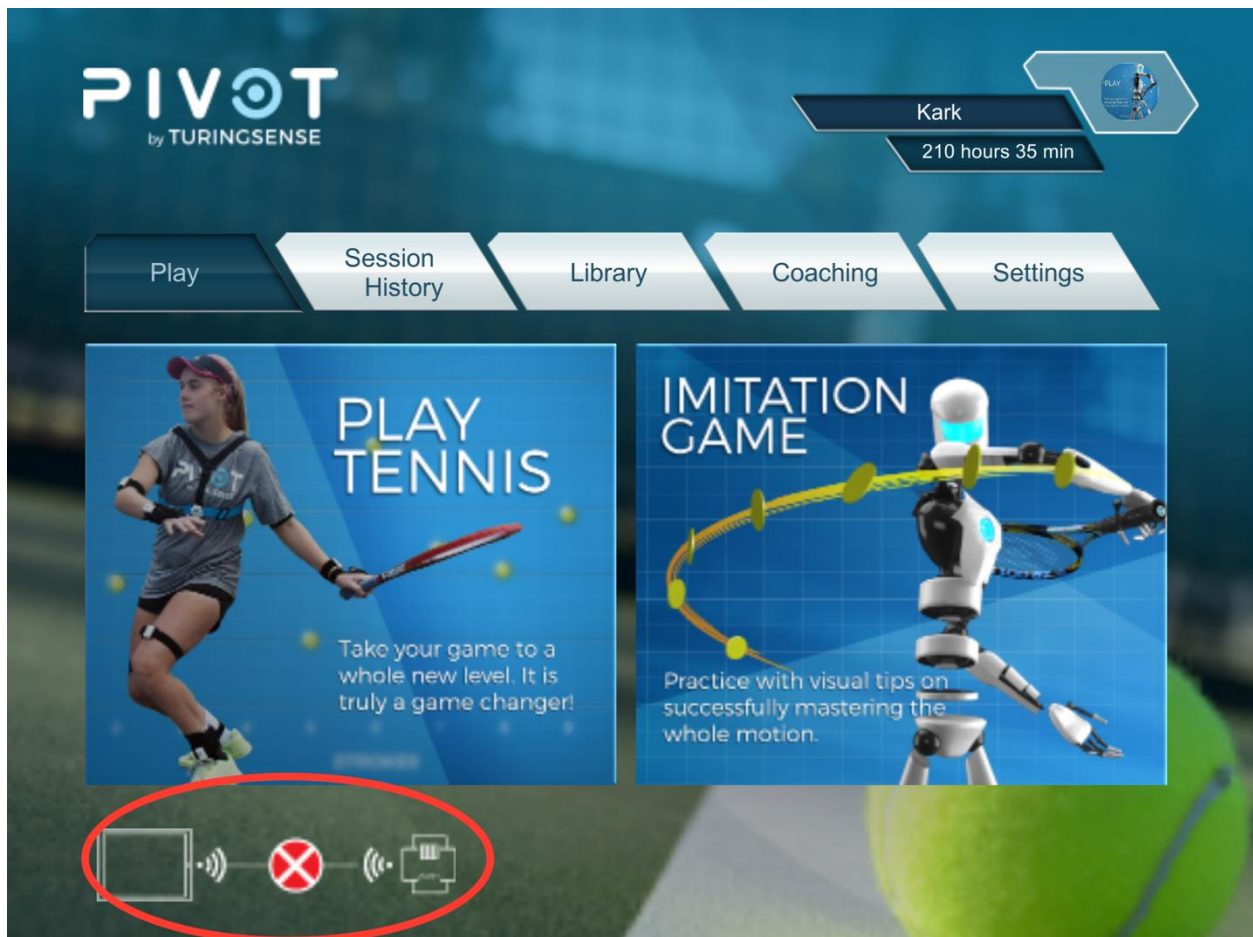 PIVOT
by TURINGSENSE
Kark
210 hours 35 min
Play
Session
History
Library
Coaching
Settings
PLAY
TENNIS
Take your game to a
whole new level. It is
truly a game changer!
STROKES
IMITATION
GAME
Practice with visual tips on
successfully mastering the
whole motion.